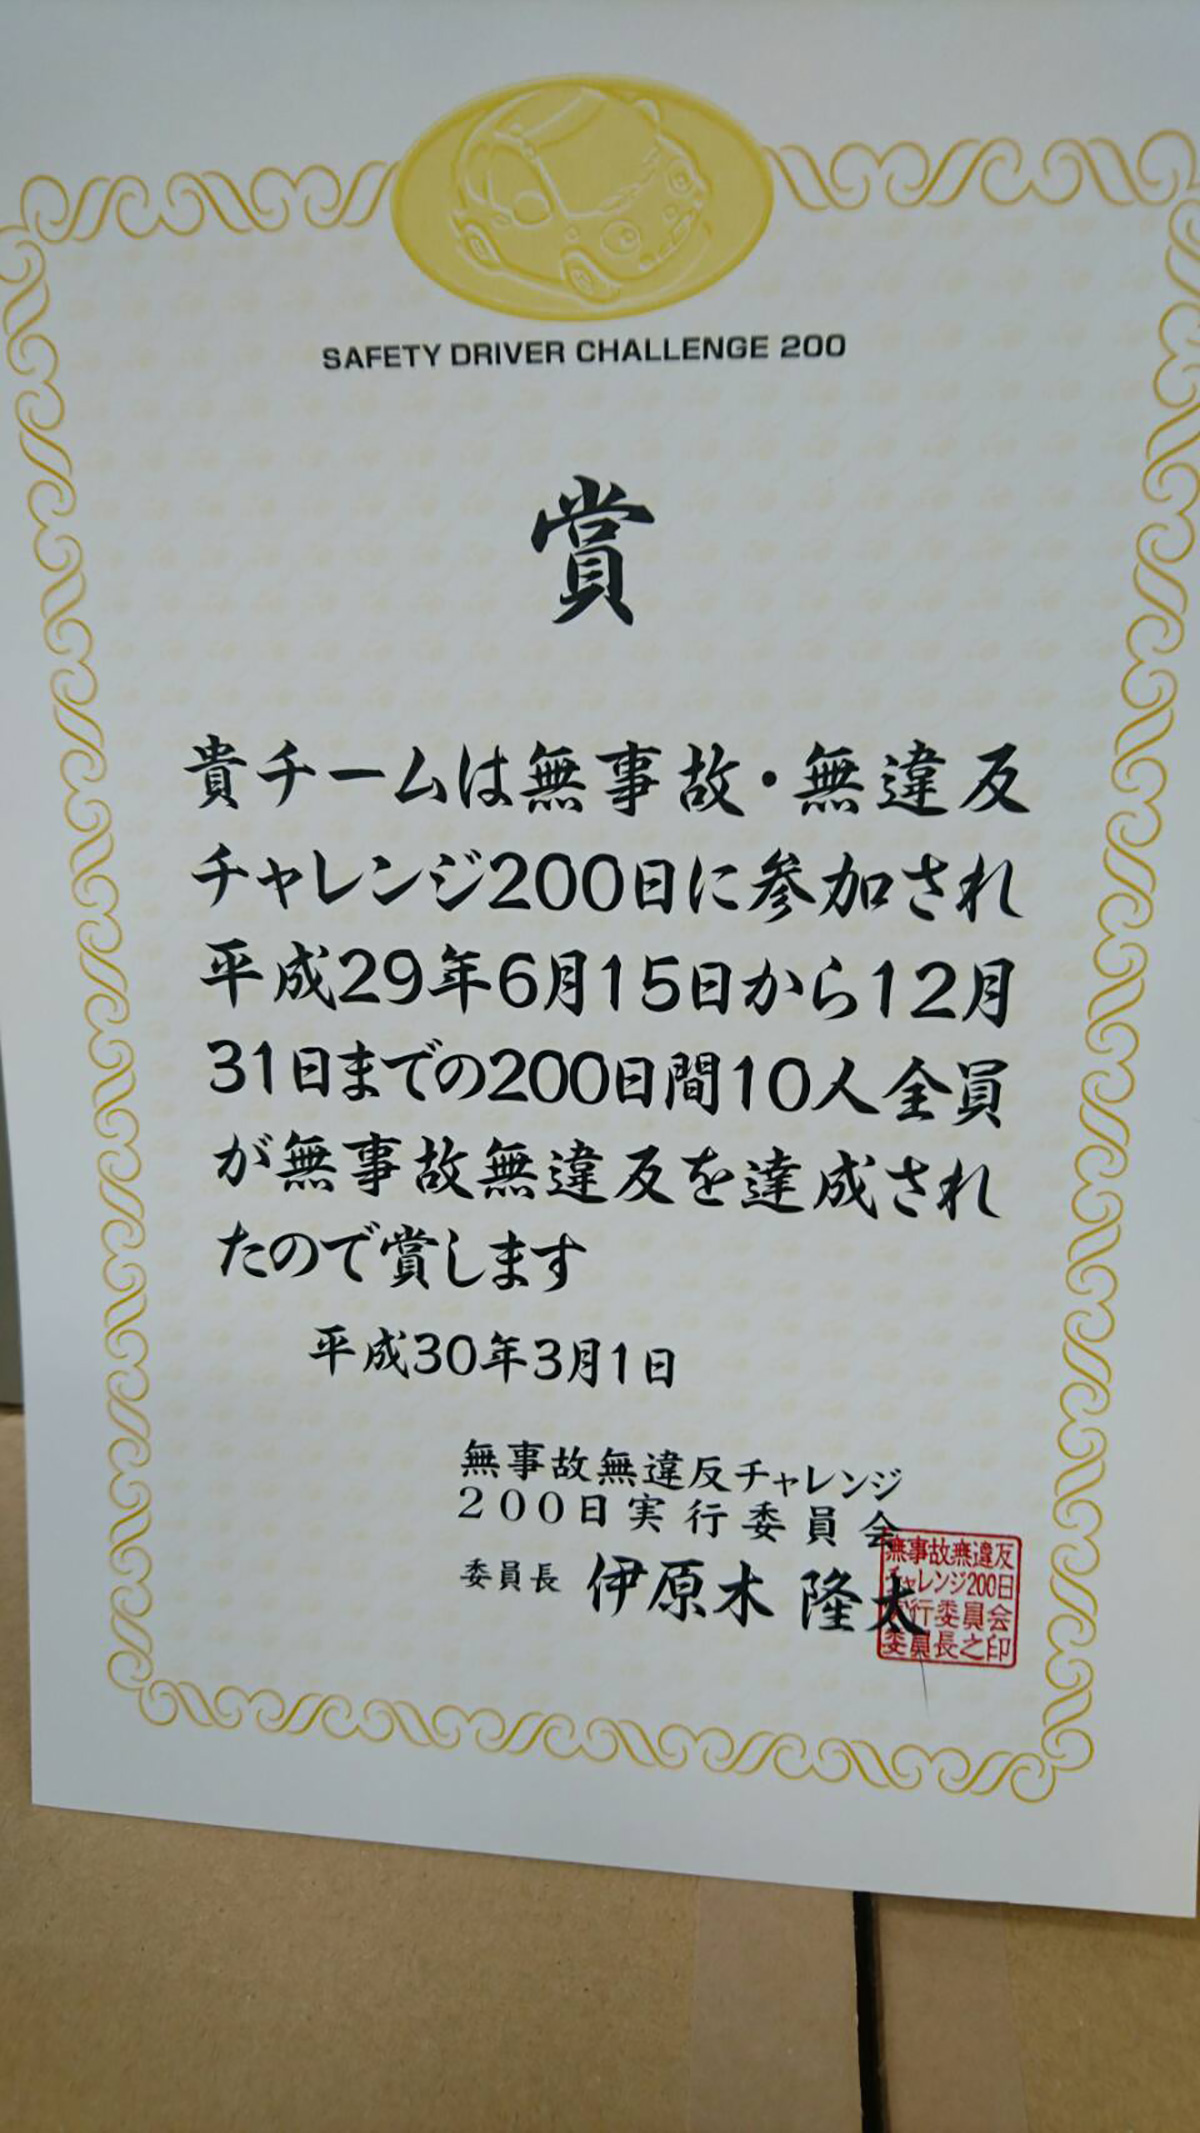 SAFETY DRIVER CHALLENGE 200
賞
貴チームは無事故・無違反
チャレンジ200日に参加され
平成29年6月15日から12月
31日までの200日間10人全員
が無事故無違反を達成され
たので賞します
平成30年3月1日
無事故無違反チャレンジ
200日実行委員会
委員長 伊原木 隆太
無事故無違反
チャレンジ200日
実行委員会
委員長之印